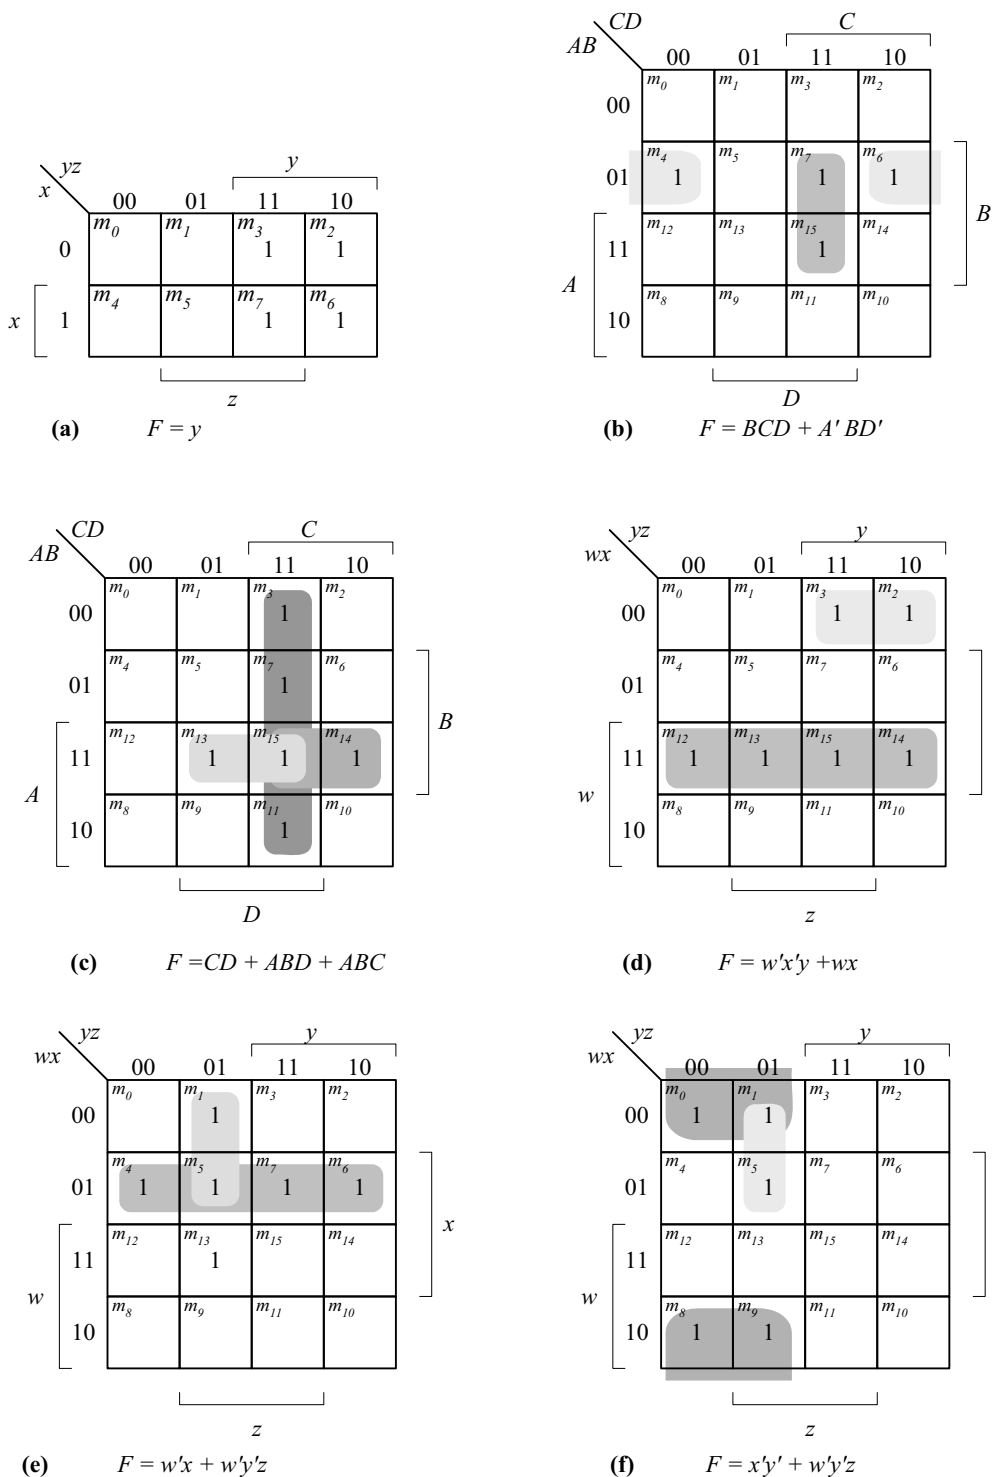 yz
y
x
00 01 11 10
m0 m1 m3 m2
0 1 1
m4 m5 m7 m6
x 1 1 1
z
(a) F = y
CD
C
AB
00 01 11 10
m0 m1 m3 m2
00
m4 m5 m7 m6
01 1 1 1
B
m12 m13 m15 m14
11 1
A
m8 m9 m11 m10
10
D
(b) F = BCD + A' BD'
CD
C
AB
00 01 11 10
m0 m1 m3 m2
00 1
m4 m5 m7 m6
01 1
B
m12 m13 m15 m14
11 1 1 1
A
m8 m9 m11 m10
10 1
D
(c) F =CD + ABD + ABC
yz
y
wx
00 01 11 10
m0 m1 m3 m2
00 1 1
m4 m5 m7 m6
01
m12 m13 m15 m14
11 1 1 1 1
w
m8 m9 m11 m10
10
z
(d) F = w'x'y +wx
yz
y
wx
00 01 11 10
m0 m1 m3 m2
00 1
m4 m5 m7 m6
01 1 1 1 1
x
m12 m13 m15 m14
11 1
w
m8 m9 m11 m10
10
z
(e) F = w'x + w'y'z
yz
y
wx
00 01 11 10
m0 m1 m3 m2
00 1 1
m4 m5 m7 m6
01 1
m12 m13 m15 m14
11
w
m8 m9 m11 m10
10 1 1
z
(f) F = x'y' + w'y'z